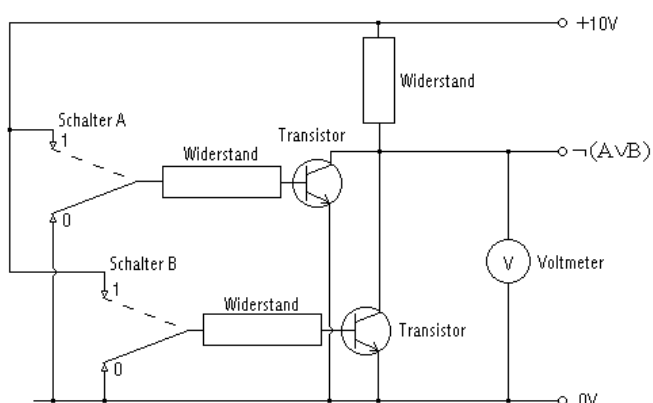 +10V
Widerstand
Schalter A
1
Transistor
Widerstand
¬(A∨B)
0
Schalter B
1
V
Voltmeter
Widerstand
Transistor
0
0V